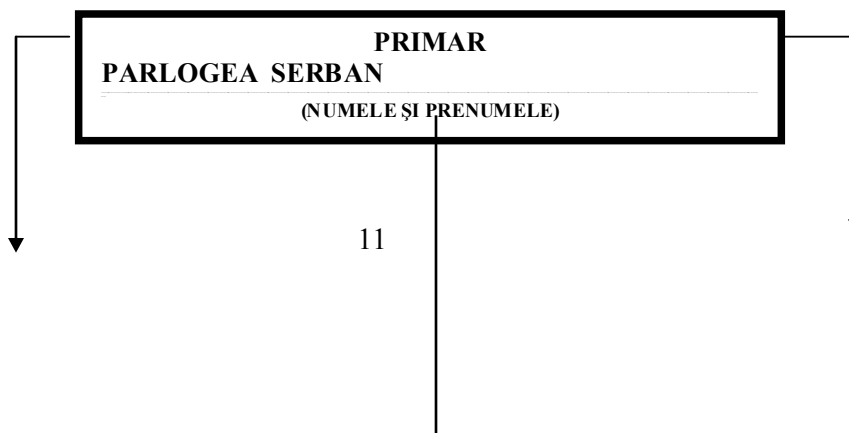 PRIMAR
PARLOGEA SERBAN
(NUMELE ŞI PRENUMELE)
11